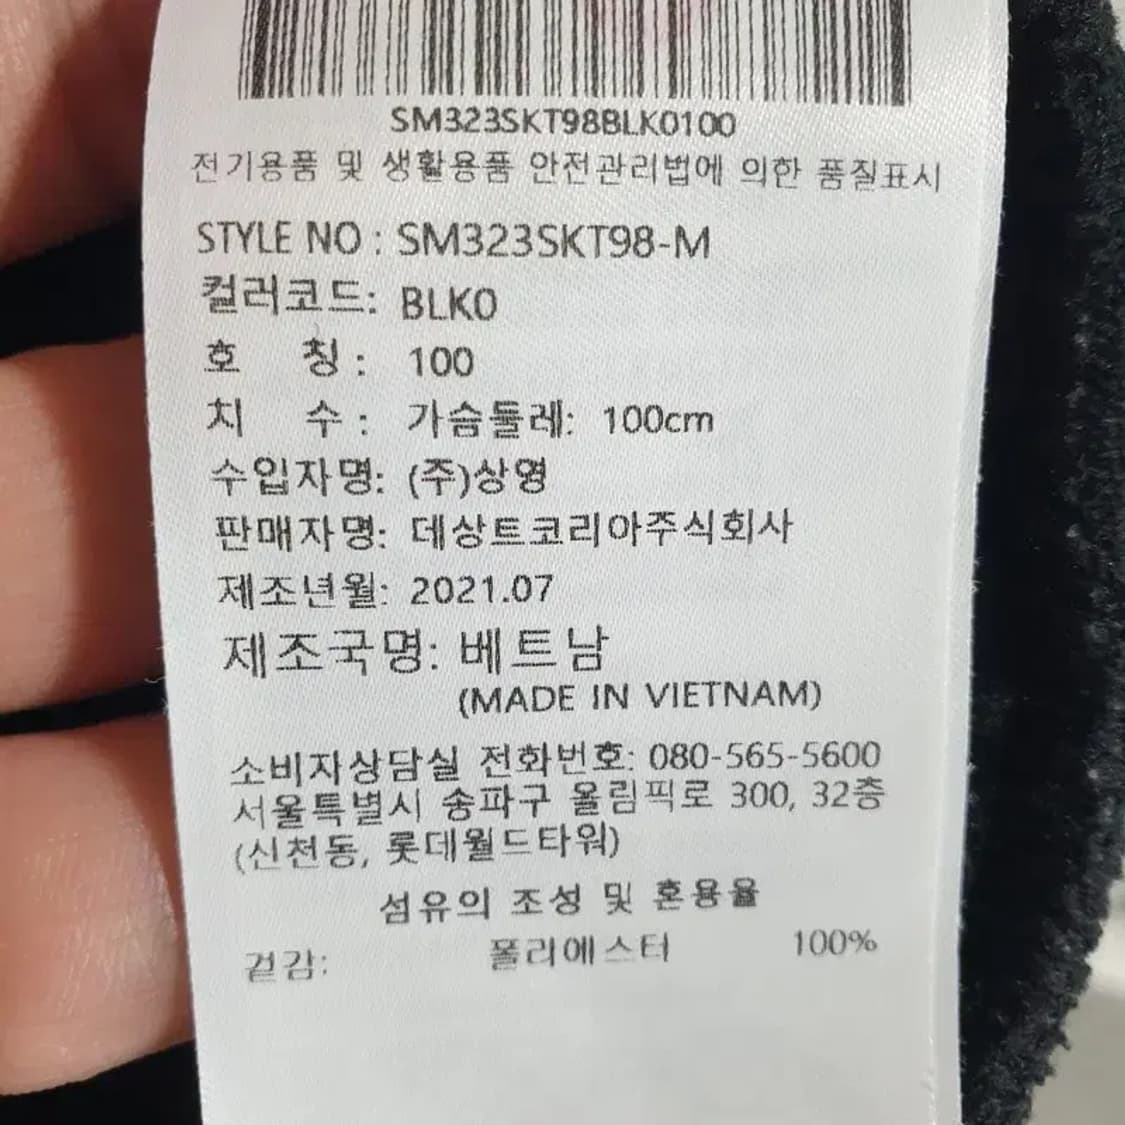 SM323SKT98BLK0100
전기용품 및 생활용품 안전관리법에 의한 품질표시
STYLE NO : SM323SKT98-M
컬러코드: BLK0
호 칭 : 100
치 수 : 가슴둘레: 100cm
수입자명: (주)상영
판매자명: 데상트코리아주식회사
제조년월: 2021.07
제조국명: 베트남
(MADE IN VIETNAM)
소비자상담실 전화번호: 080-565-5600
서울특별시 송파구 올림픽로 300, 32층
(신천동, 롯데월드타워)
섬유의 조성 및 혼용율
겉감: 폴리에스터 100%